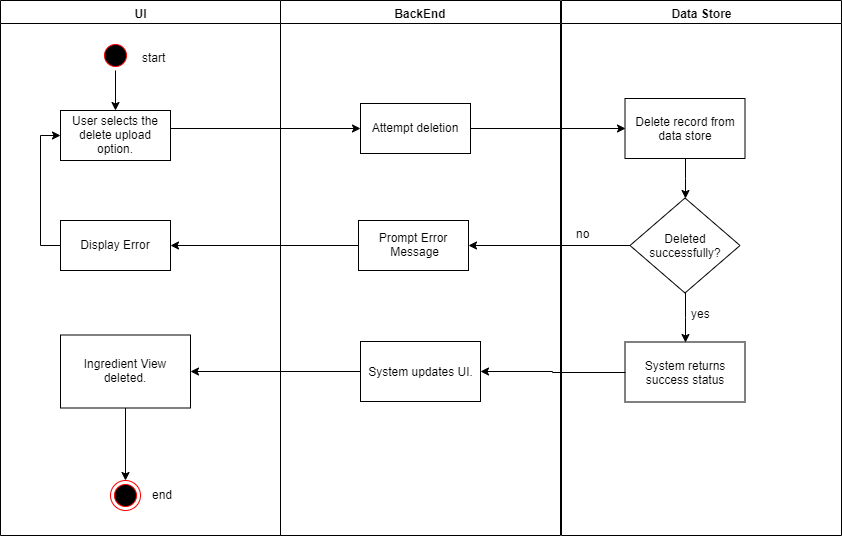 UI
BackEnd
Data Store
start
User selects the
delete upload
option.
Attempt deletion
Delete record from
data store
Display Error
Prompt Error
Message
no
Deleted
successfully?
yes
Ingredient View
deleted.
System updates UI.
System returns
success status
end